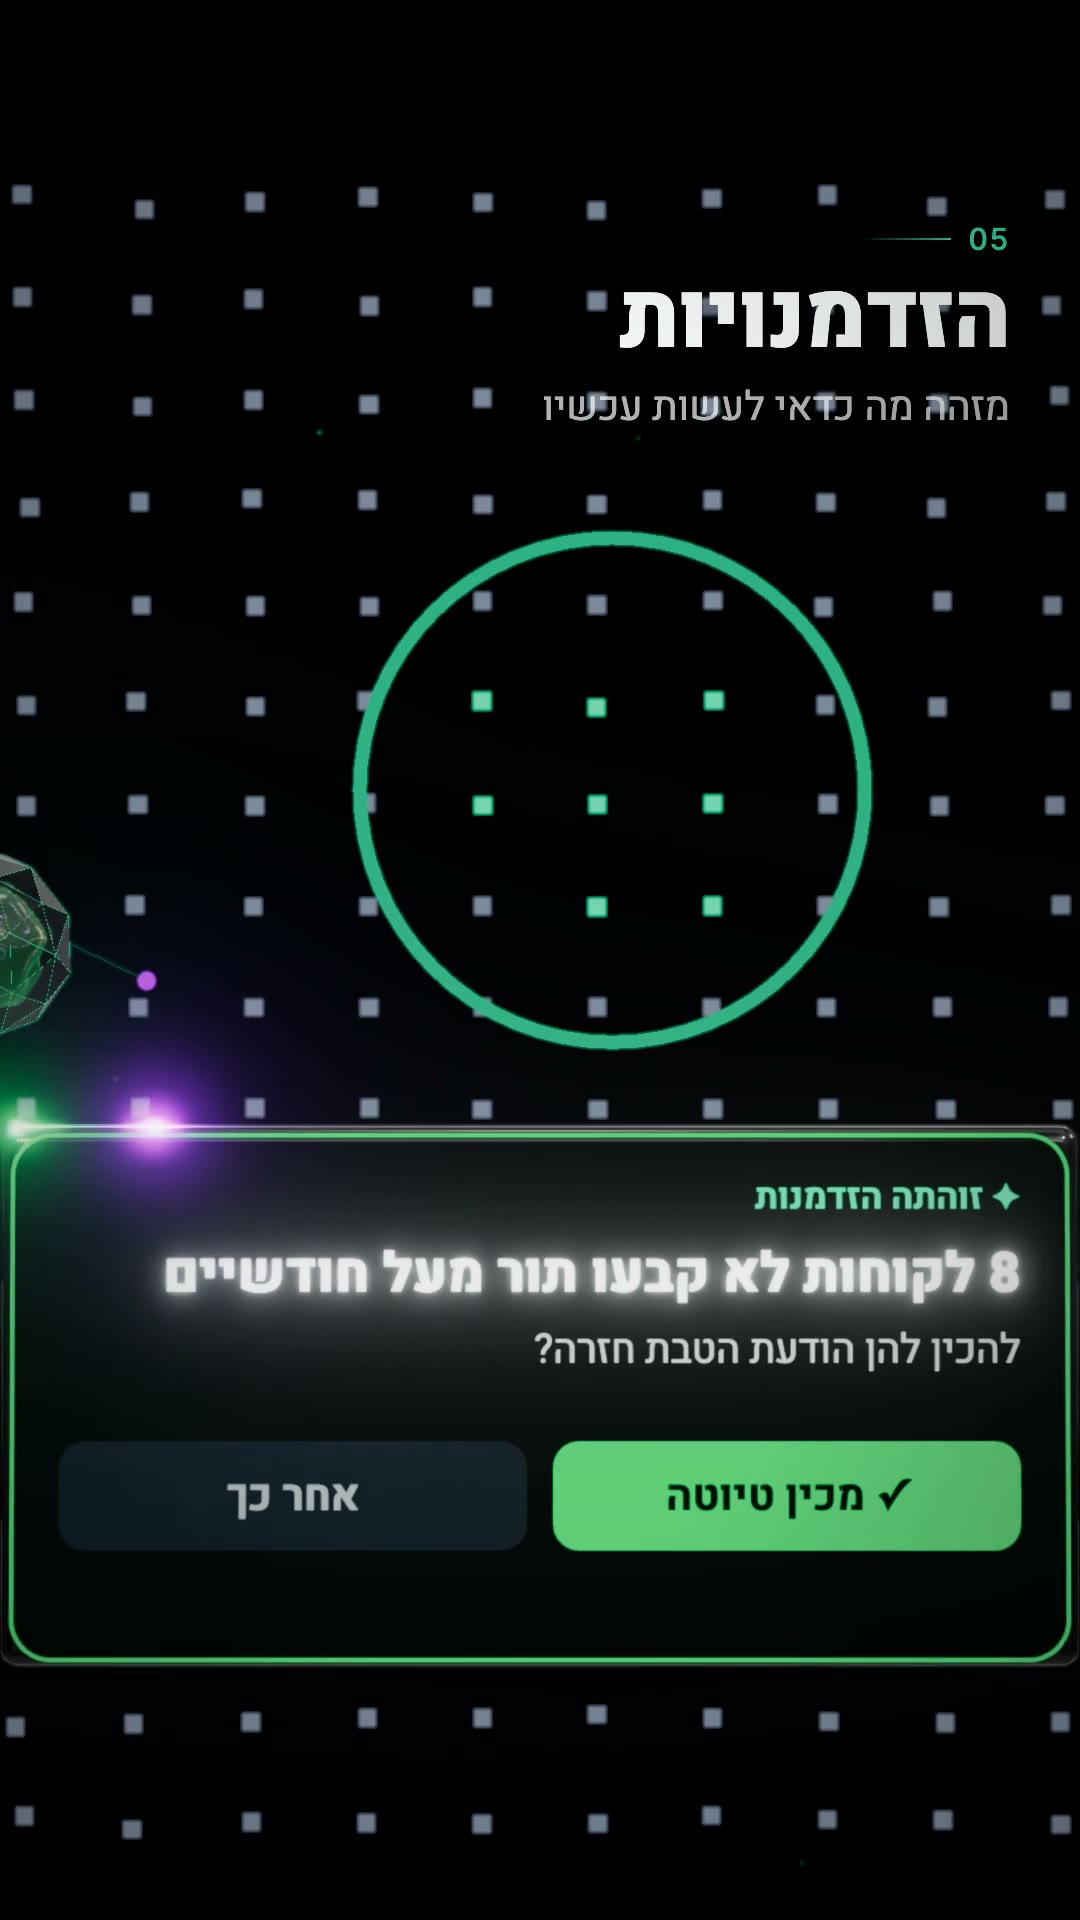 05
הזדמנויות
מזהה מה כדאי לעשות עכשיו
✦ זוהתה הזדמנות
8 לקוחות לא קבעו תור מעל חודשיים
להכין להן הודעת הטבת חזרה?
✓ מכין טיוטה
אחר כך